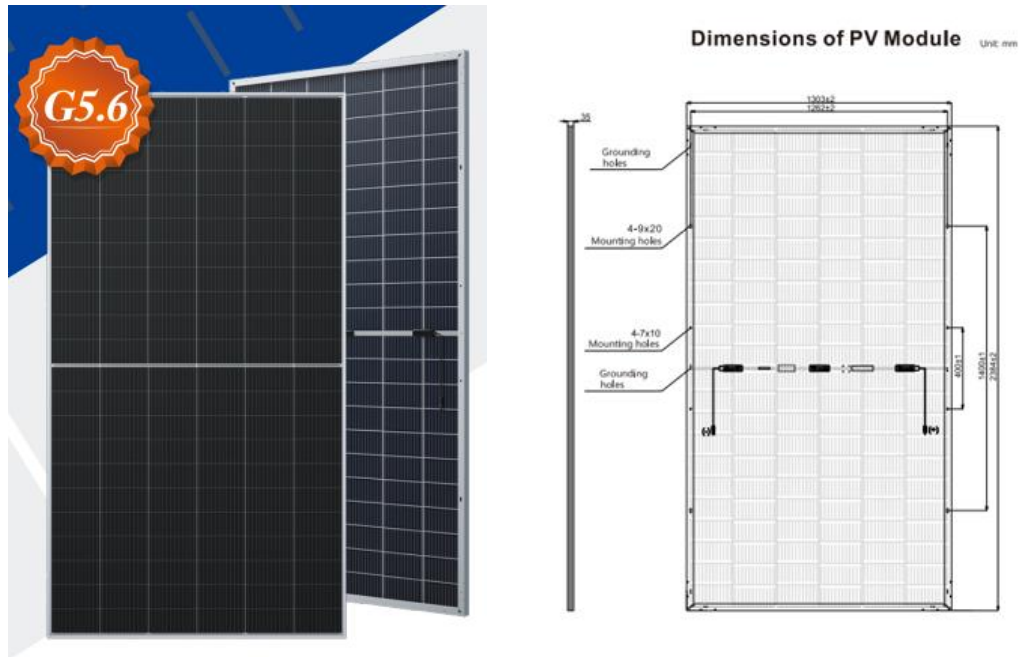 G5.6
Dimensions of PV Module
Unit: mm
1303±2
1262±2
35
Grounding
holes
4-9x20
Mounting holes
4-7x10
Mounting holes
Grounding
holes
400±1
1400±1
2384±2
(-)
(+)